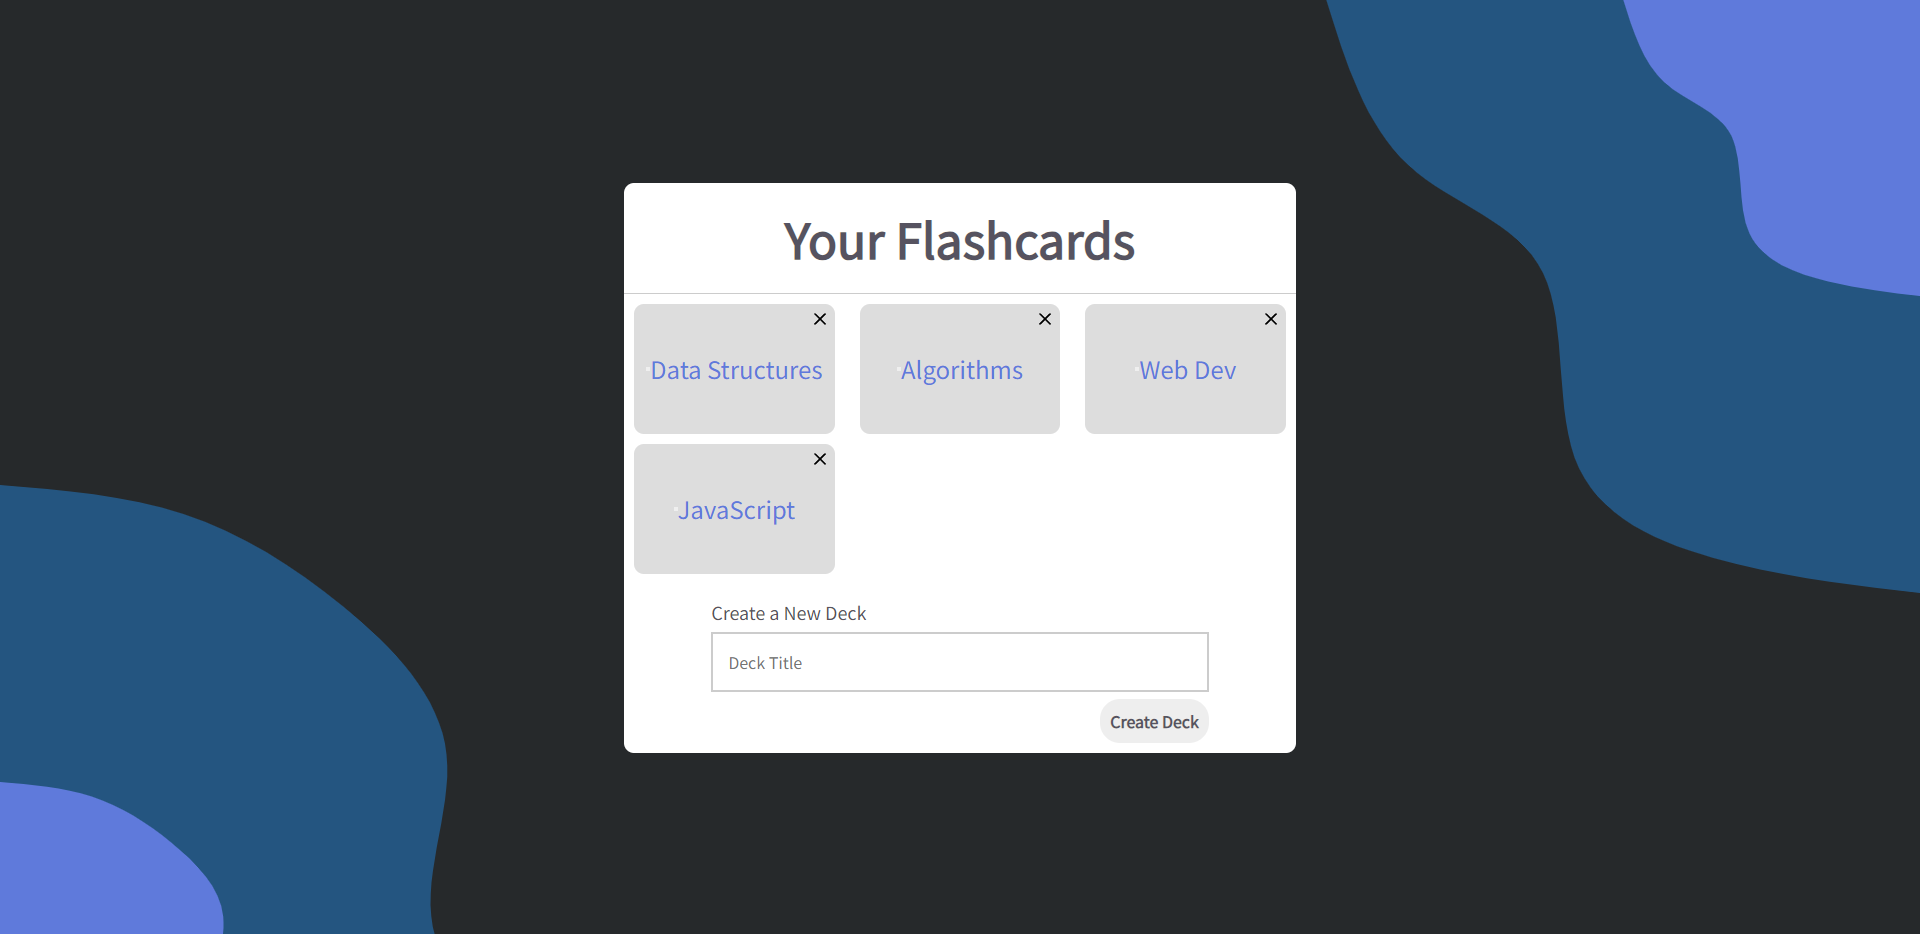 Your Flashcards
Data Structures
Algorithms
Web Dev
JavaScript
Create a New Deck
Deck Title
Create Deck